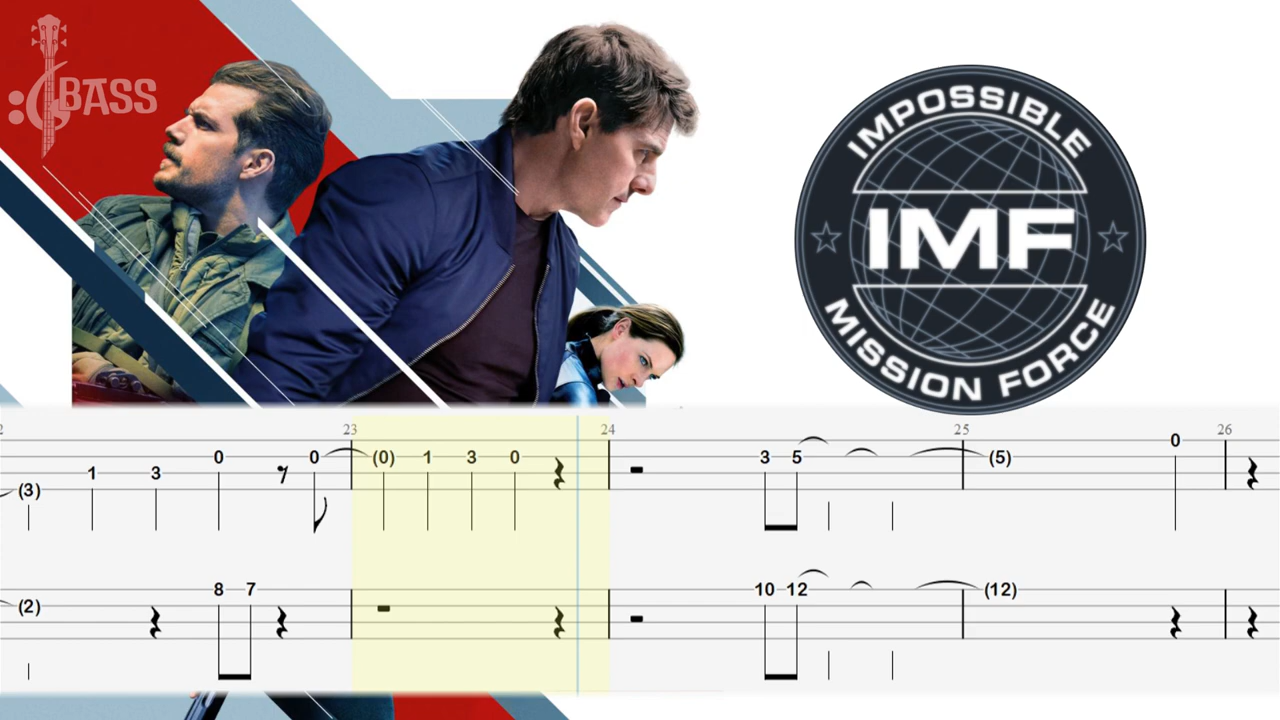 BASS
IMPOSSIBLE
IMF
MISSION FORCE
2 23 24 25 26
0
0 0 (0) 1 3 0 3 5 (5)
1 3
(3)
8 7 10 12 (12)
(2)